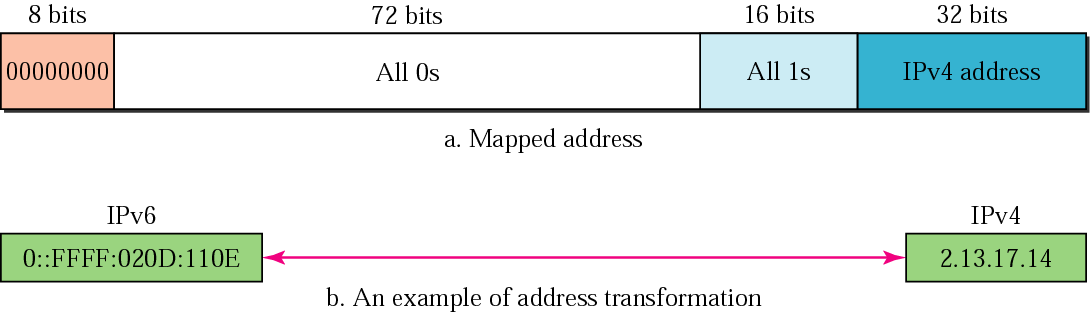 8 bits 72 bits 16 bits 32 bits
00000000 All 0s All 1s IPv4 address
a. Mapped address
IPv6 IPv4
0::FFFF:020D:110E 2.13.17.14
b. An example of address transformation